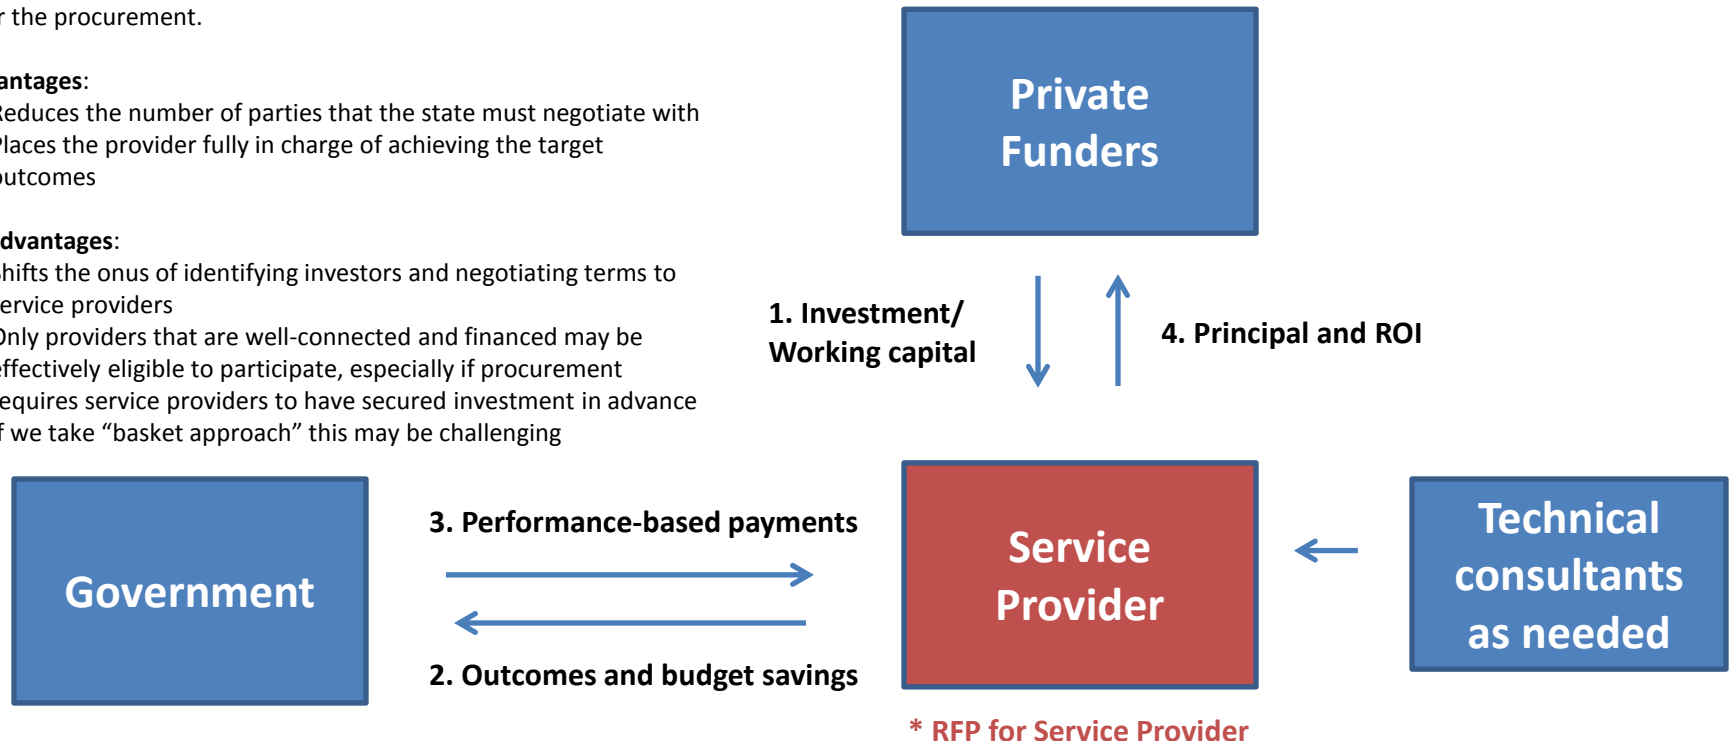 r the procurement.
antages:
Reduces the number of parties that the state must negotiate with
Places the provider fully in charge of achieving the target
outcomes
dvantages:
Shifts the onus of identifying investors and negotiating terms to
service providers
Only providers that are well-connected and financed may be
effectively eligible to participate, especially if procurement
requires service providers to have secured investment in advance
If we take “basket approach” this may be challenging
Private
Funders
1. Investment/
Working capital
4. Principal and ROI
Government
3. Performance-based payments
2. Outcomes and budget savings
Service
Provider
* RFP for Service Provider
Technical
consultants
as needed